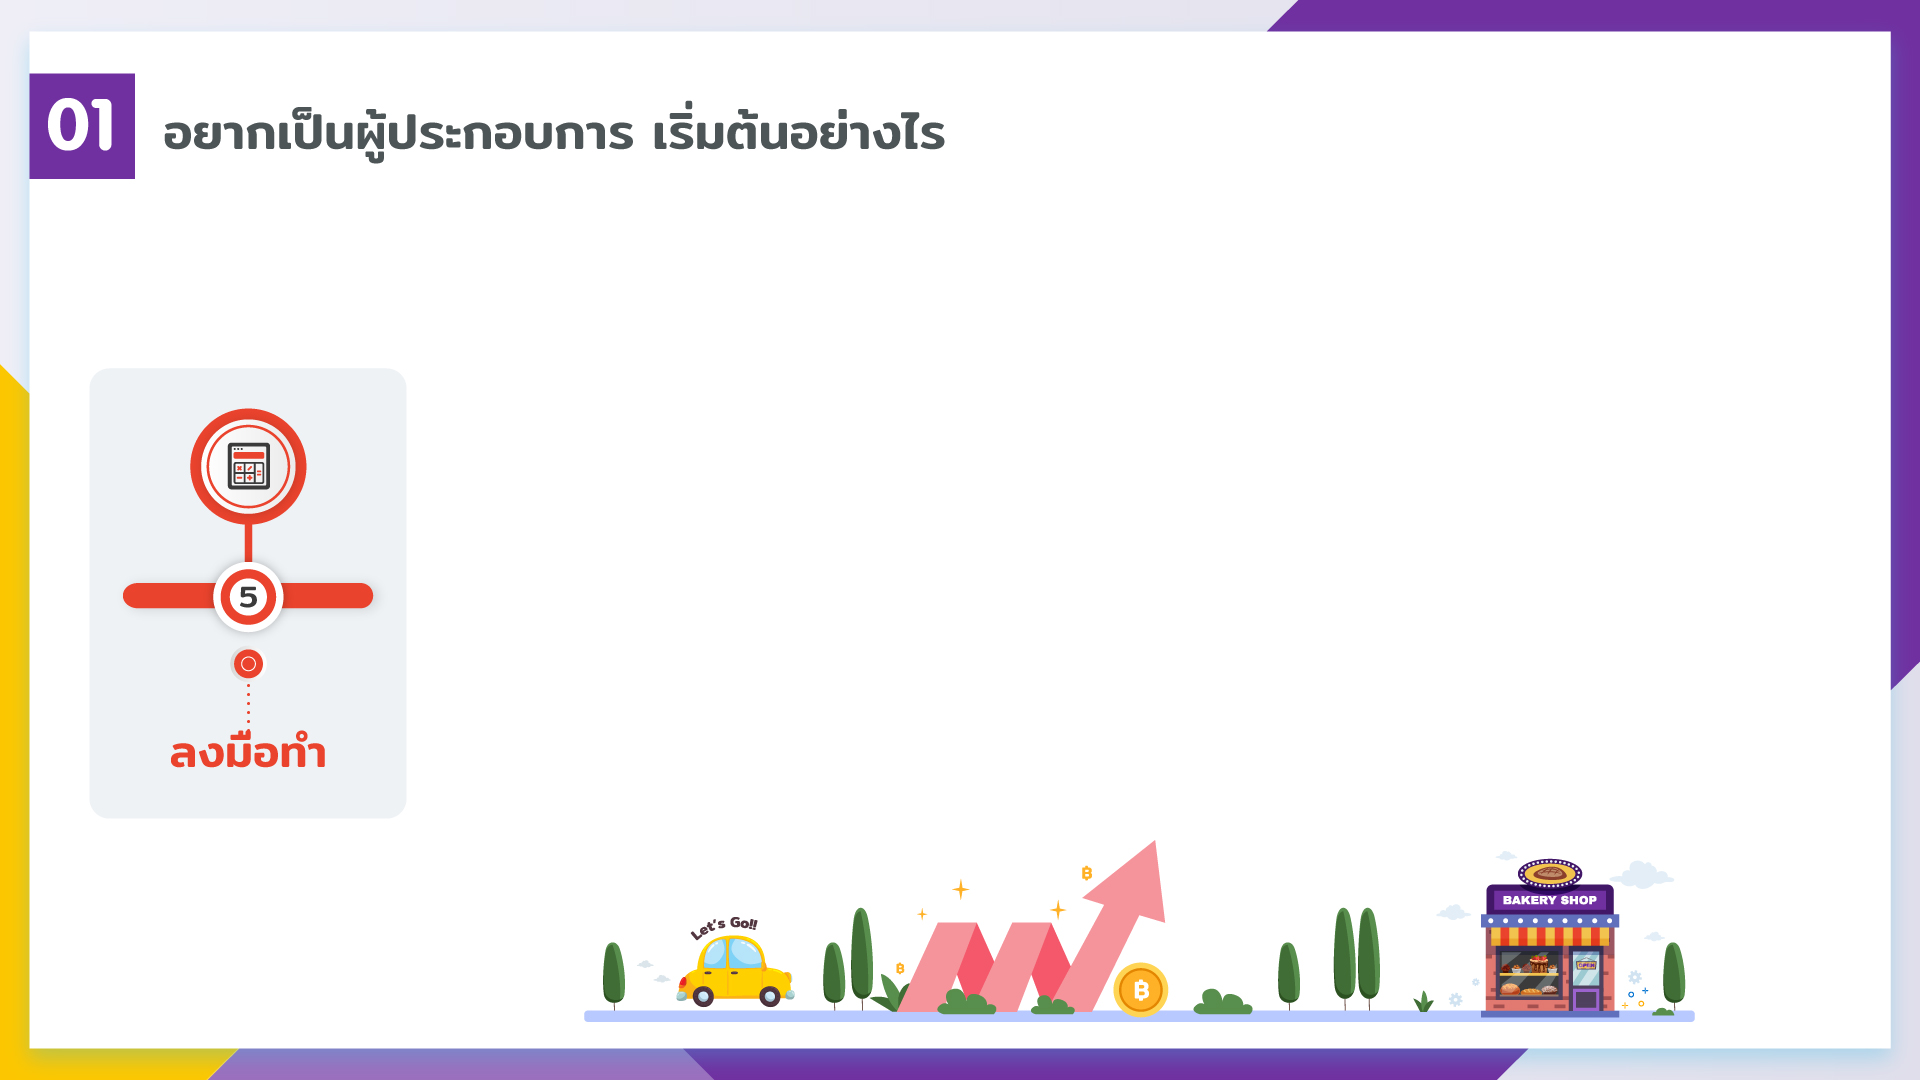 01
อยากเป็นผู้ประกอบการ เริ่มต้นอย่างไร
5
ลงมือทำ
Let's Go!!
BAKERY SHOP
OPEN